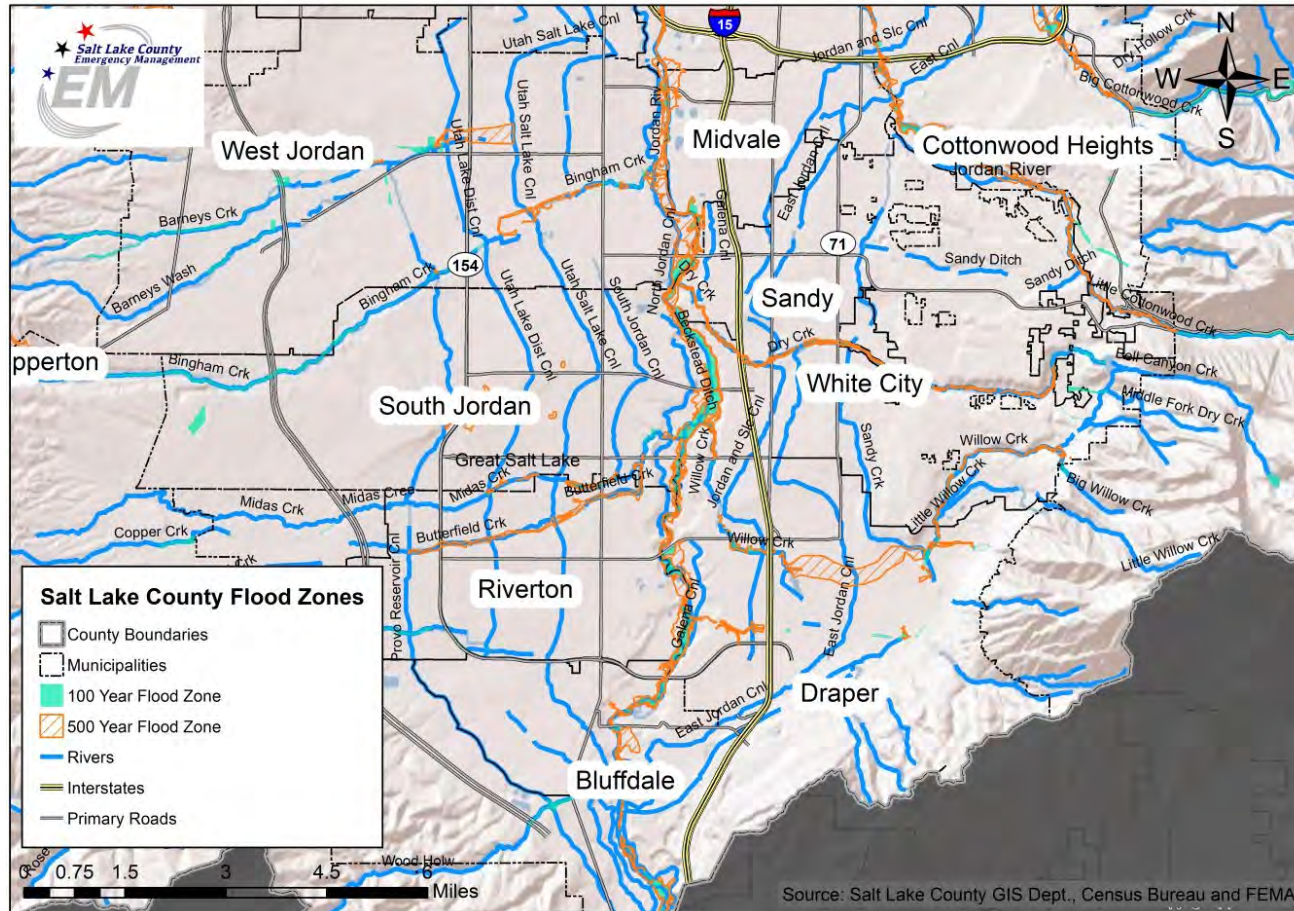 Salt Lake County
Emergency Management
EM
15
N
W
E
S
Utah Salt Lake Cnl
Jordan and Slc Cnl
East Cnl
Dry Hollow Crk
Big Cottonwood Crk
Jordan Riv
Midvale
West Jordan
Utah Lake Dist Cnl
Utah Salt Lake Cnl
Bingham Crk
Cottonwood Heights
Jordan River
East Jordan Cnl
Galena Cnl
Barneys Crk
Barneys Wash
Bingham Crk
154
71
North Jordan Cnl
Dry Crk
Sandy Ditch
Sandy Ditch
Little Cottonwood Crk
Sandy
Utah Lake Dist Cnl
Utah Salt Lake Cnl
South Jordan Cnl
Beckstead Ditch
Dry Crk
pperton
Bingham Crk
White City
Bell Canyon Crk
Middle Fork Dry Crk
South Jordan
Willow Crk
Jordan and Slc Cnl
Sandy Crk
Willow Crk
Great Salt Lake
Midas Crk
Butterfield Crk
Little Willow Crk
Big Willow Crk
Midas Crk
Midas Cree
Copper Crk
Crk
Butterfield Crk
Willow Crk
Little Willow Crk
Provo Reservoir Cnl
Riverton
Galena Cnl
East Jordan Cnl
Draper
East Jordan Cnl
Bluffdale
Salt Lake County Flood Zones
County Boundaries
Municipalities
100 Year Flood Zone
500 Year Flood Zone
Rivers
Interstates
Primary Roads
Rose
Wood Holw
0 0.75 1.5 3 4.5 6
Miles
Source: Salt Lake County GIS Dept., Census Bureau and FEMA